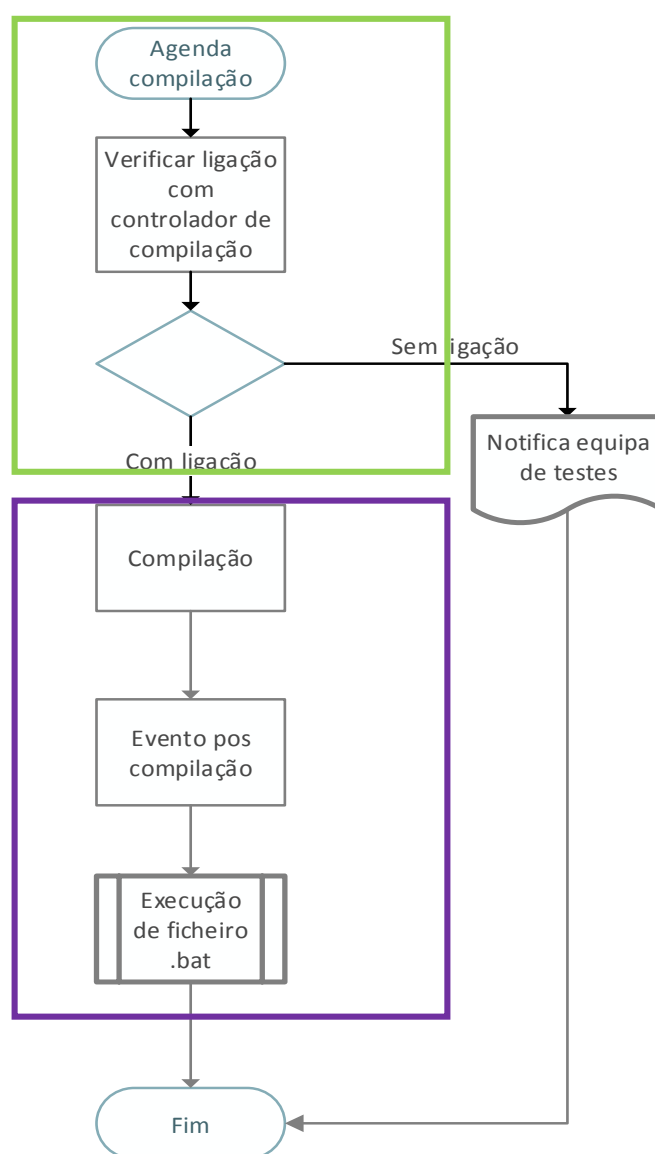 Agenda
compilação
Verificar ligação
com
controlador de
compilação
Sem ligação
Notifica equipa
de testes
Com ligação
Compilação
Evento pos
compilação
Execução
de ficheiro
.bat
Fim